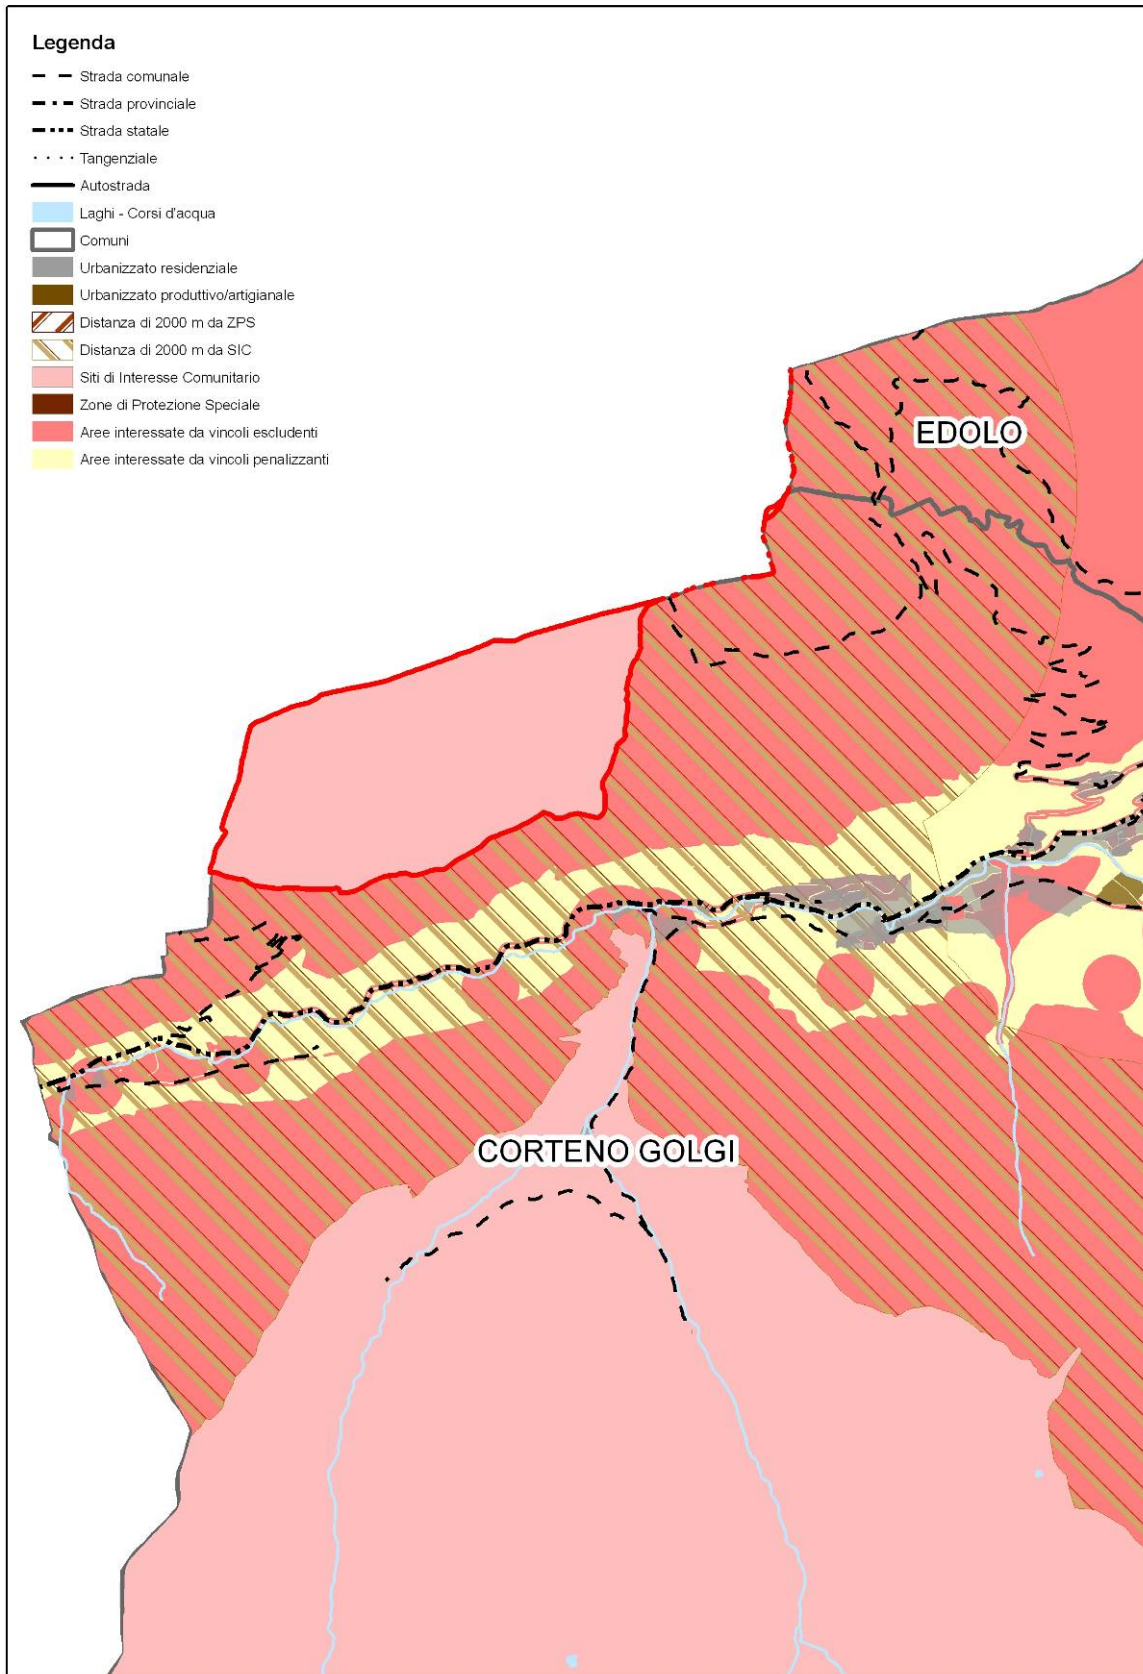 Legenda
Strada comunale
Strada provinciale
Strada statale
Tangenziale
Autostrada
Laghi - Corsi d'acqua
Comuni
Urbanizzato residenziale
Urbanizzato produttivo/artigianale
Distanza di 2000 m da ZPS
Distanza di 2000 m da SIC
Siti di Interesse Comunitario
Zone di Protezione Speciale
Aree interessate da vincoli escludenti
Aree interessate da vincoli penalizzanti
EDOLO
CORTENO GOLGI